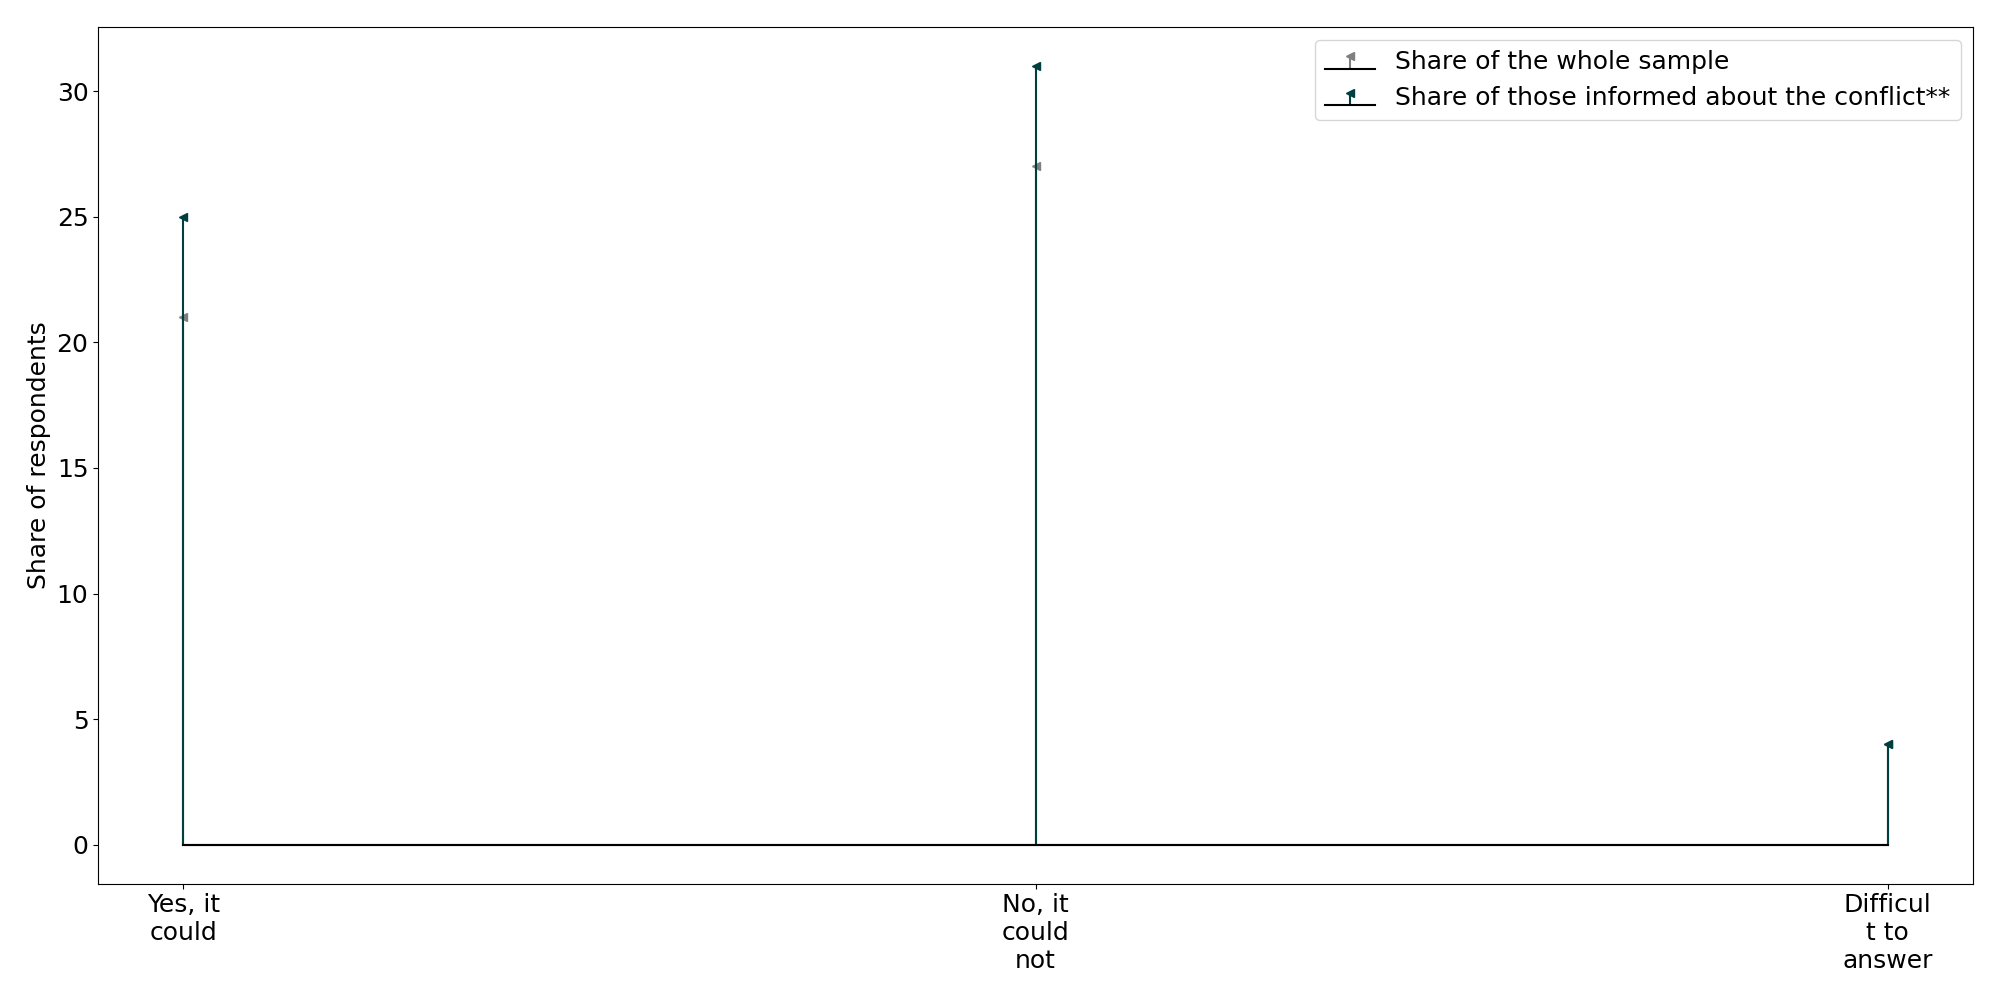 Share of the whole sample
Share of those informed about the conflict**
Share of respondents
30
25
20
15
10
5
0
Yes, it
could
No, it
could
not
Difficul
t to
answer